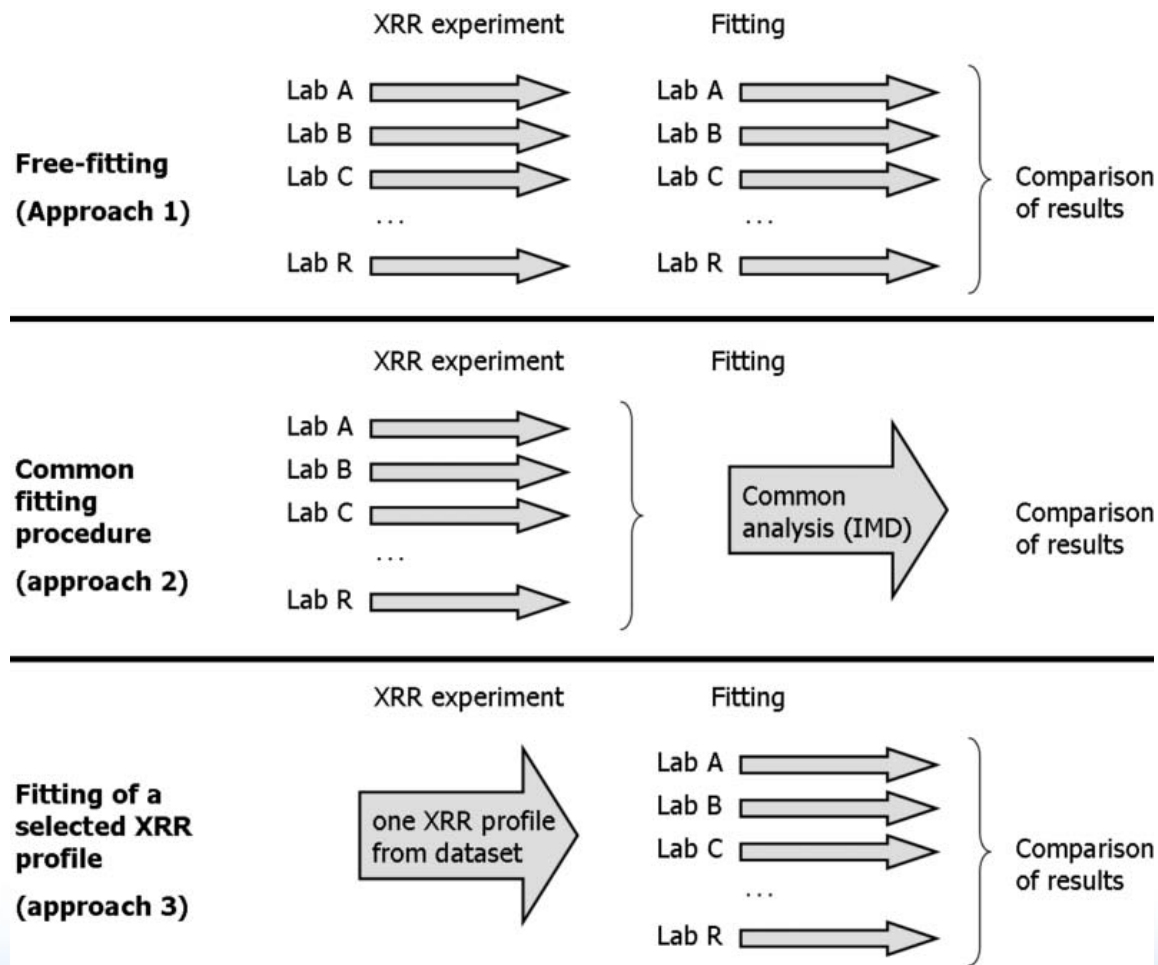 XRR experiment Fitting
Lab A Lab A
Lab B Lab B
Free-fitting
(Approach 1)
Lab C Lab C
... ...
Lab R Lab R
Comparison
of results
XRR experiment Fitting
Lab A
Lab B
Lab C
...
Lab R
Common
fitting
procedure
(approach 2)
Common
analysis (IMD)
Comparison
of results
XRR experiment Fitting
Fitting of a
selected XRR
profile
(approach 3)
one XRR profile
from dataset
Lab A
Lab B
Lab C
...
Lab R
Comparison
of results